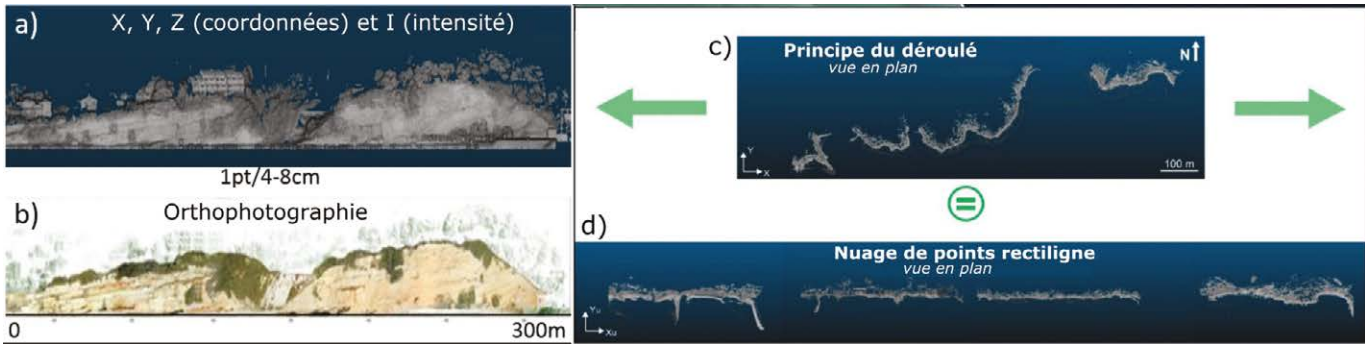 a)
X, Y, Z (coordonnées) et I (intensité)
1pt/4-8cm
b)
Orthophotographie
0
300m
c)
Principe du déroulé
vue en plan
N
Y
X
100 m
=
d)
Nuage de points rectiligne
vue en plan
Yu
Xu